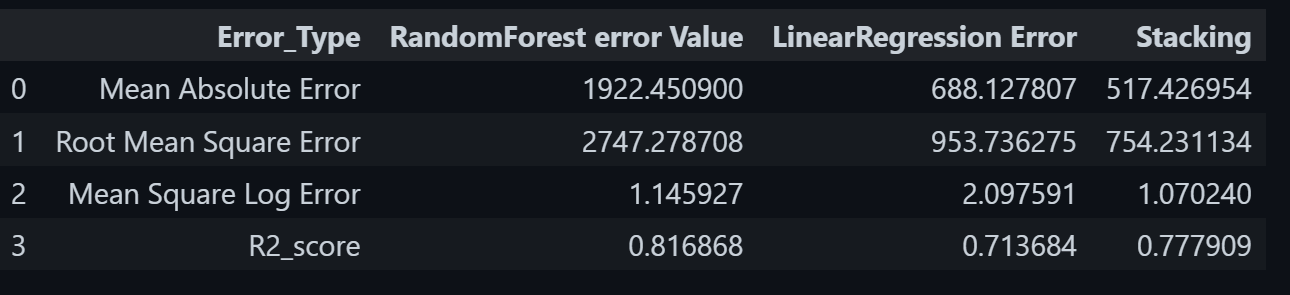 Error_Type RandomForest error Value LinearRegression Error Stacking
0 Mean Absolute Error 1922.450900 688.127807 517.426954
1 Root Mean Square Error 2747.278708 953.736275 754.231134
2 Mean Square Log Error 1.145927 2.097591 1.070240
3 R2_score 0.816868 0.713684 0.777909